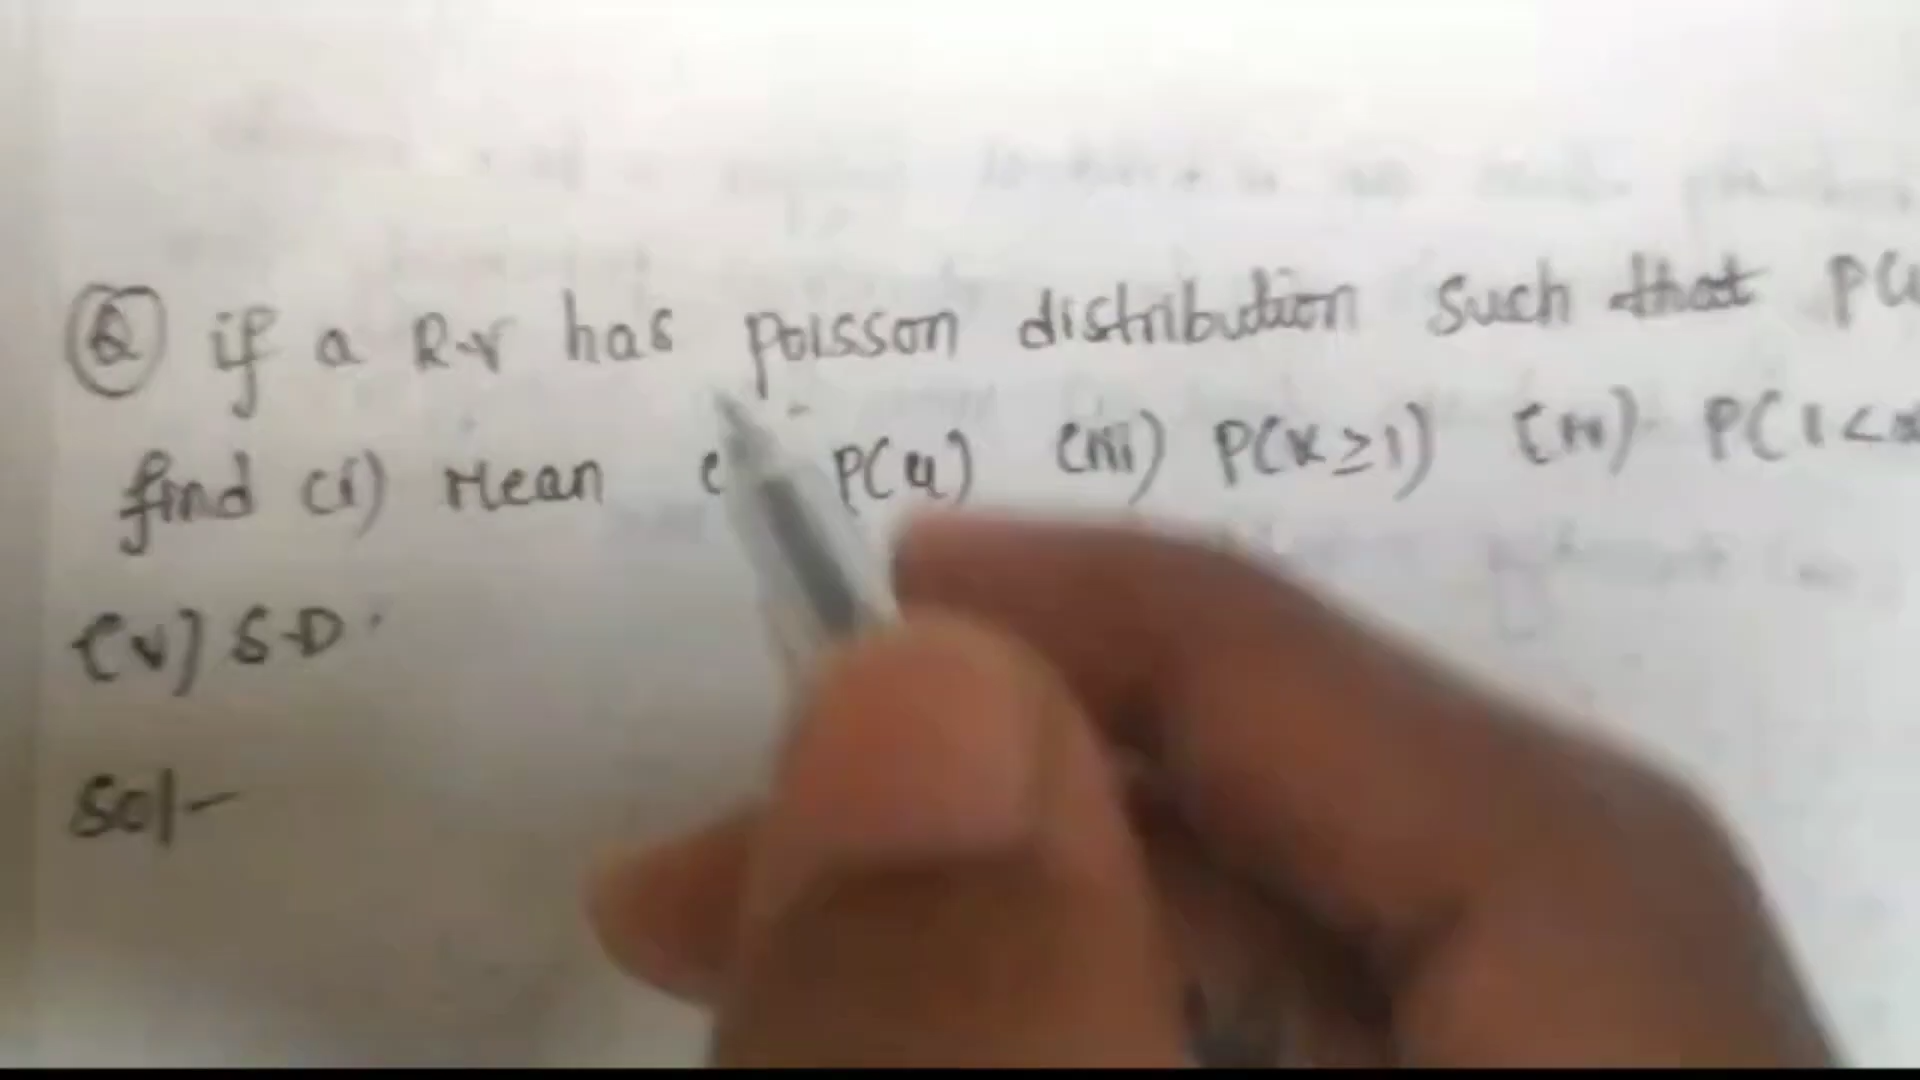 Q if a R.V has poisson distribution such that P(
find (i) Mean ( P(4) (iii) P(x≥1) (iv) P(1<x
(v) S.D.
Sol-